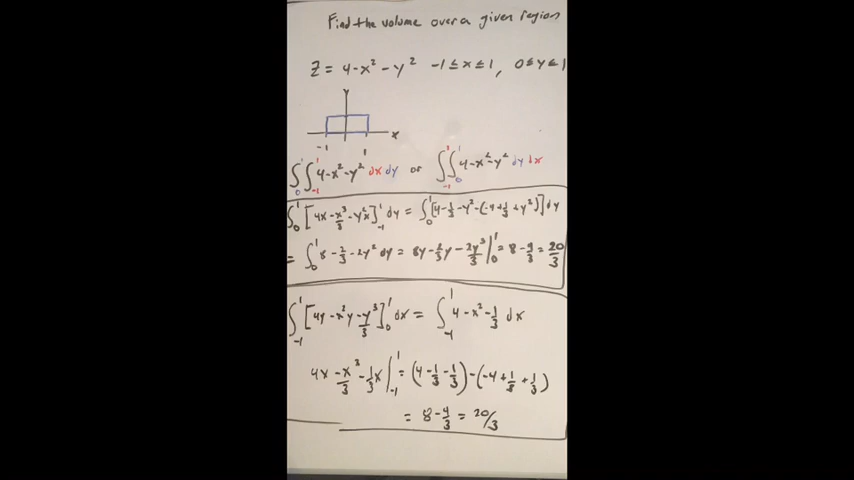 Find the volume over a given region
Z = 4 - x² - y² -1 ≤ x ≤ 1, 0 ≤ y ≤ 1
Y
x
-1 1
∫₀¹ ∫₋₁¹ 4 - x² - y² dx dy or ∫₋₁¹ ∫₀¹ 4 - x² - y² dy dx
∫₀¹ [4x - x³/3 - y²x]₋₁¹ dy = ∫₀¹ [4 - 1/3 - y² - (-4 + 1/3 + y²)] dy
= ∫₀¹ 8 - 2/3 - 2y² dy = 8y - 2/3 y - 2y³/3 |₀¹ = 8 - 4/3 = 20/3
∫₋₁¹ [4y - x²y - y³/3]₀¹ dx = ∫₋₁¹ 4 - x² - 1/3 dx
4x - x³/3 - 1/3 x |₋₁¹ = (4 - 1/3 - 1/3) - (-4 + 1/3 + 1/3)
= 8 - 4/3 = 20/3